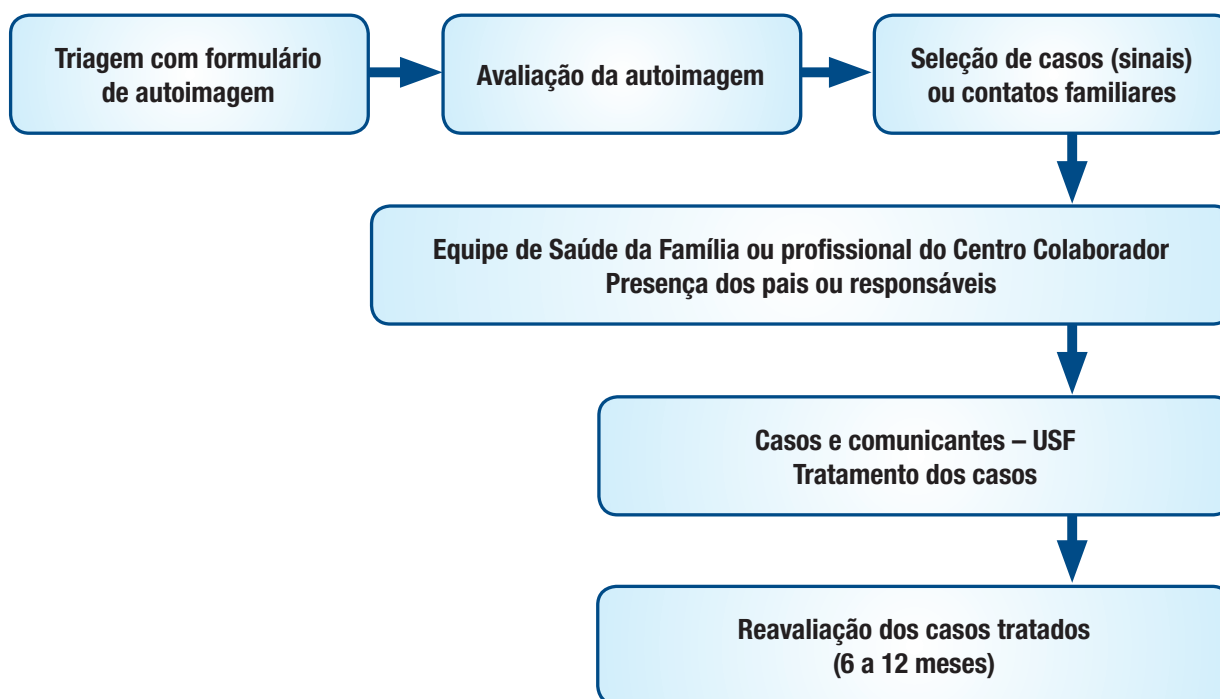 Triagem com formulário
de autoimagem
Avaliação da autoimagem
Seleção de casos (sinais)
ou contatos familiares
Equipe de Saúde da Família ou profissional do Centro Colaborador
Presença dos pais ou responsáveis
Casos e comunicantes – USF
Tratamento dos casos
Reavaliação dos casos tratados
(6 a 12 meses)